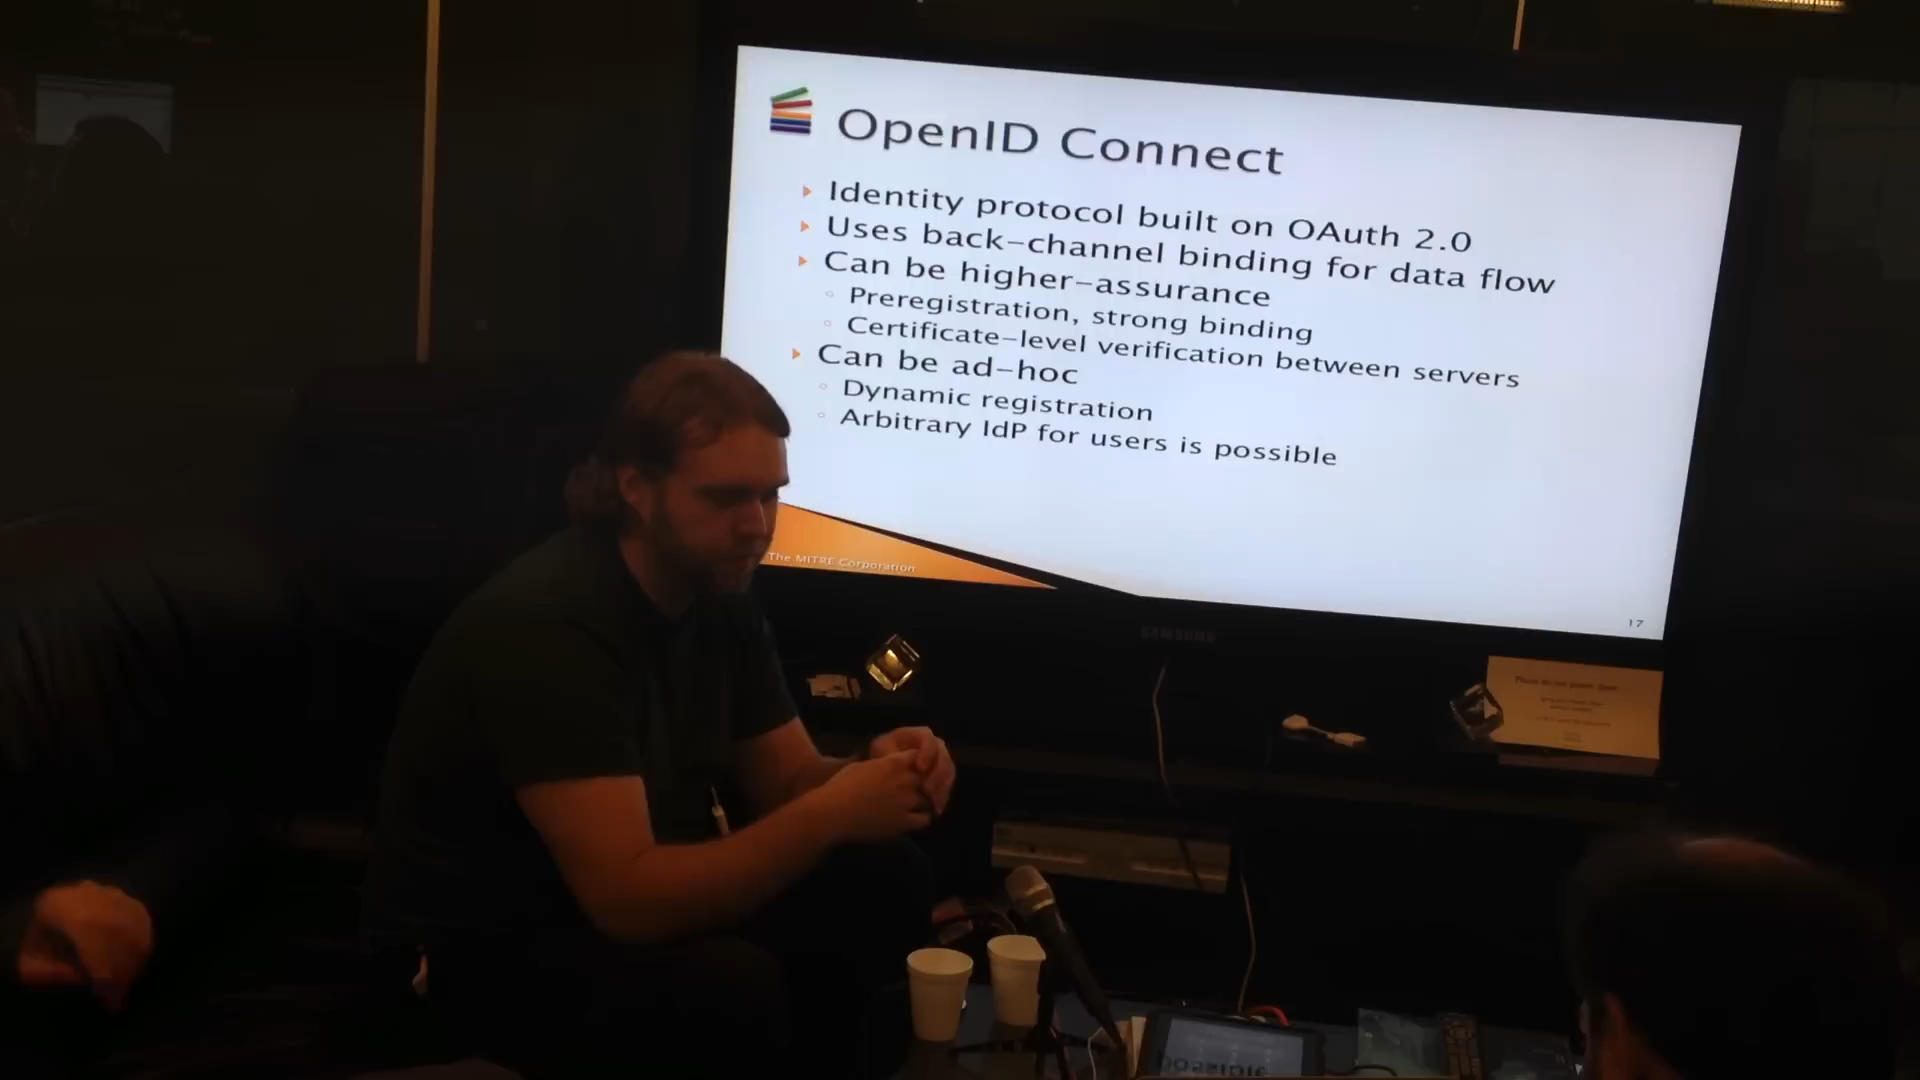 OpenID Connect
Identity protocol built on OAuth 2.0
Uses back-channel binding for data flow
Can be higher-assurance
Preregistration, strong binding
Certificate-level verification between servers
Can be ad-hoc
Dynamic registration
Arbitrary IdP for users is possible
The MITRE Corporation
17
SAMSUNG